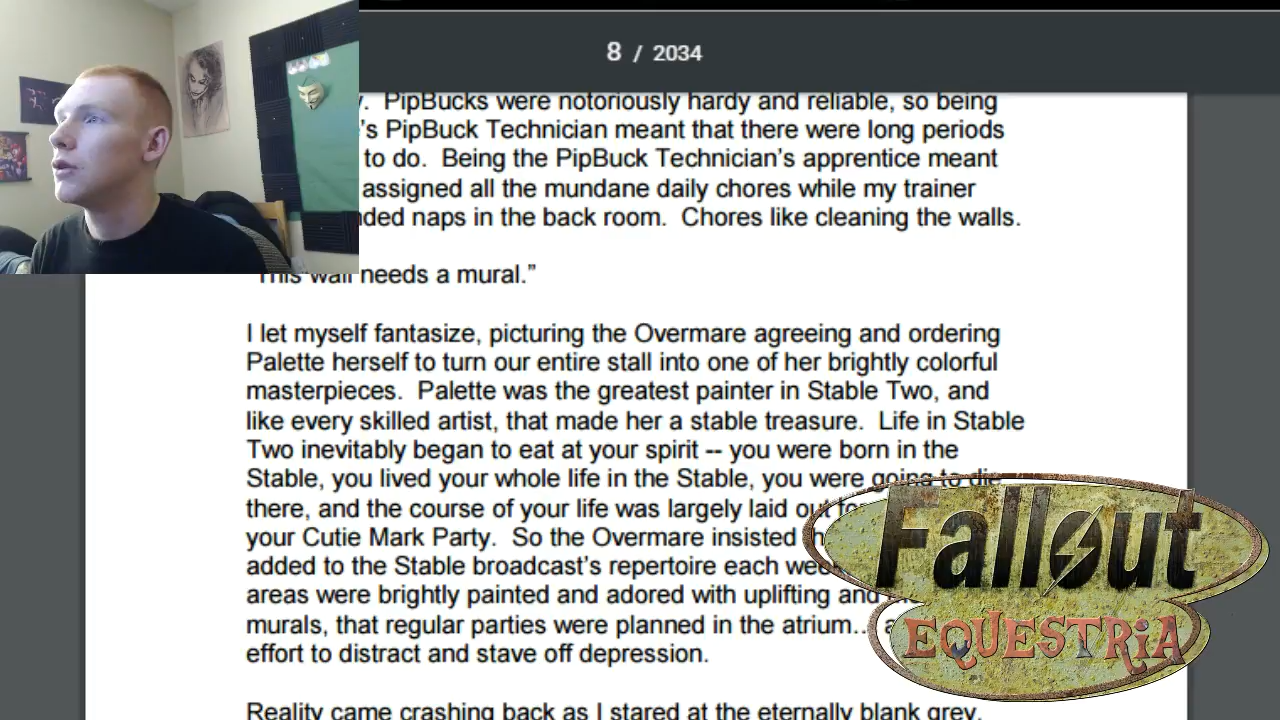 8 / 2034
PipBucks were notoriously hardy and reliable, so being
's PipBuck Technician meant that there were long periods
to do.  Being the PipBuck Technician's apprentice meant
assigned all the mundane daily chores while my trainer
naps in the back room.  Chores like cleaning the walls.
This wall needs a mural.”
I let myself fantasize, picturing the Overmare agreeing and ordering
Palette herself to turn our entire stall into one of her brightly colorful
masterpieces.  Palette was the greatest painter in Stable Two, and
like every skilled artist, that made her a stable treasure.  Life in Stable
Two inevitably began to eat at your spirit -- you were born in the
Stable, you lived your whole life in the Stable, you were going to die
there, and the course of your life was largely laid out
your Cutie Mark Party.  So the Overmare insisted
added to the Stable broadcast's repertoire each
areas were brightly painted and adored with uplifting and
murals, that regular parties were planned in the atrium...
effort to distract and stave off depression.
Reality came crashing back as I stared at the eternally blank grey,
Fallout
EQUESTRIA